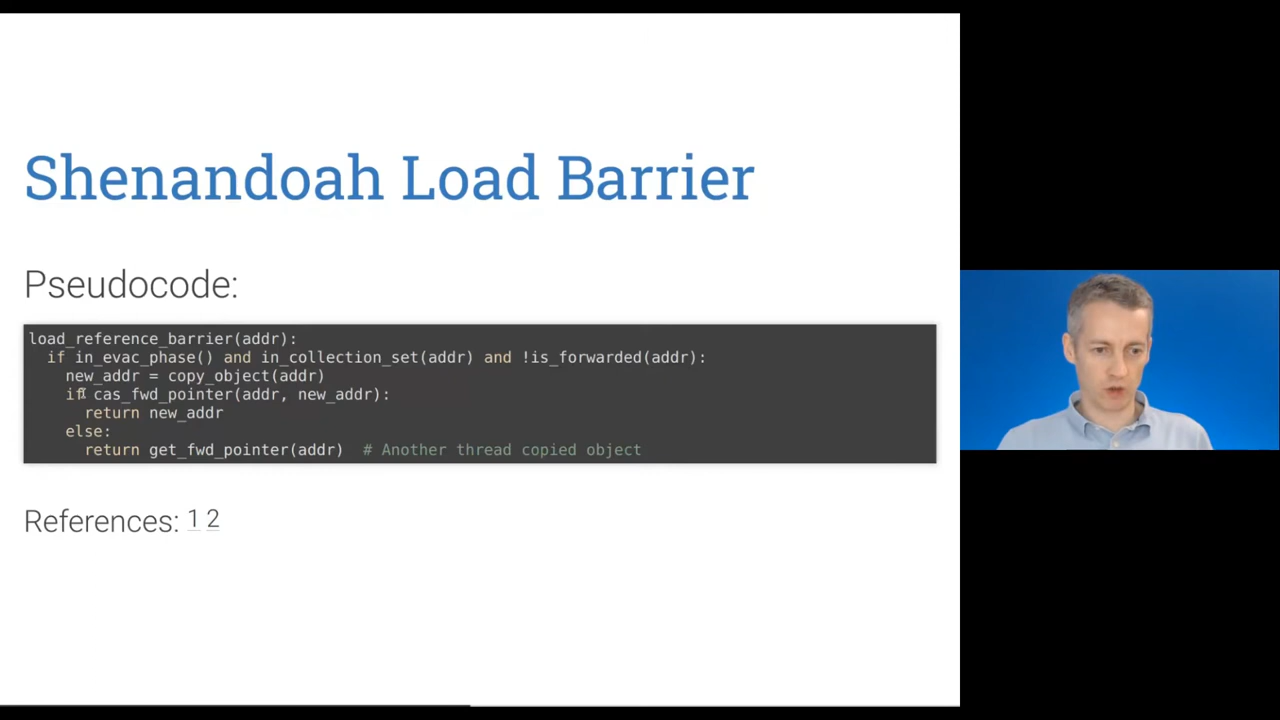 Shenandoah Load Barrier
Pseudocode:
load_reference_barrier(addr):
  if in_evac_phase() and in_collection_set(addr) and !is_forwarded(addr):
    new_addr = copy_object(addr)
    if cas_fwd_pointer(addr, new_addr):
      return new_addr
    else:
      return get_fwd_pointer(addr)  # Another thread copied object
References: 1 2